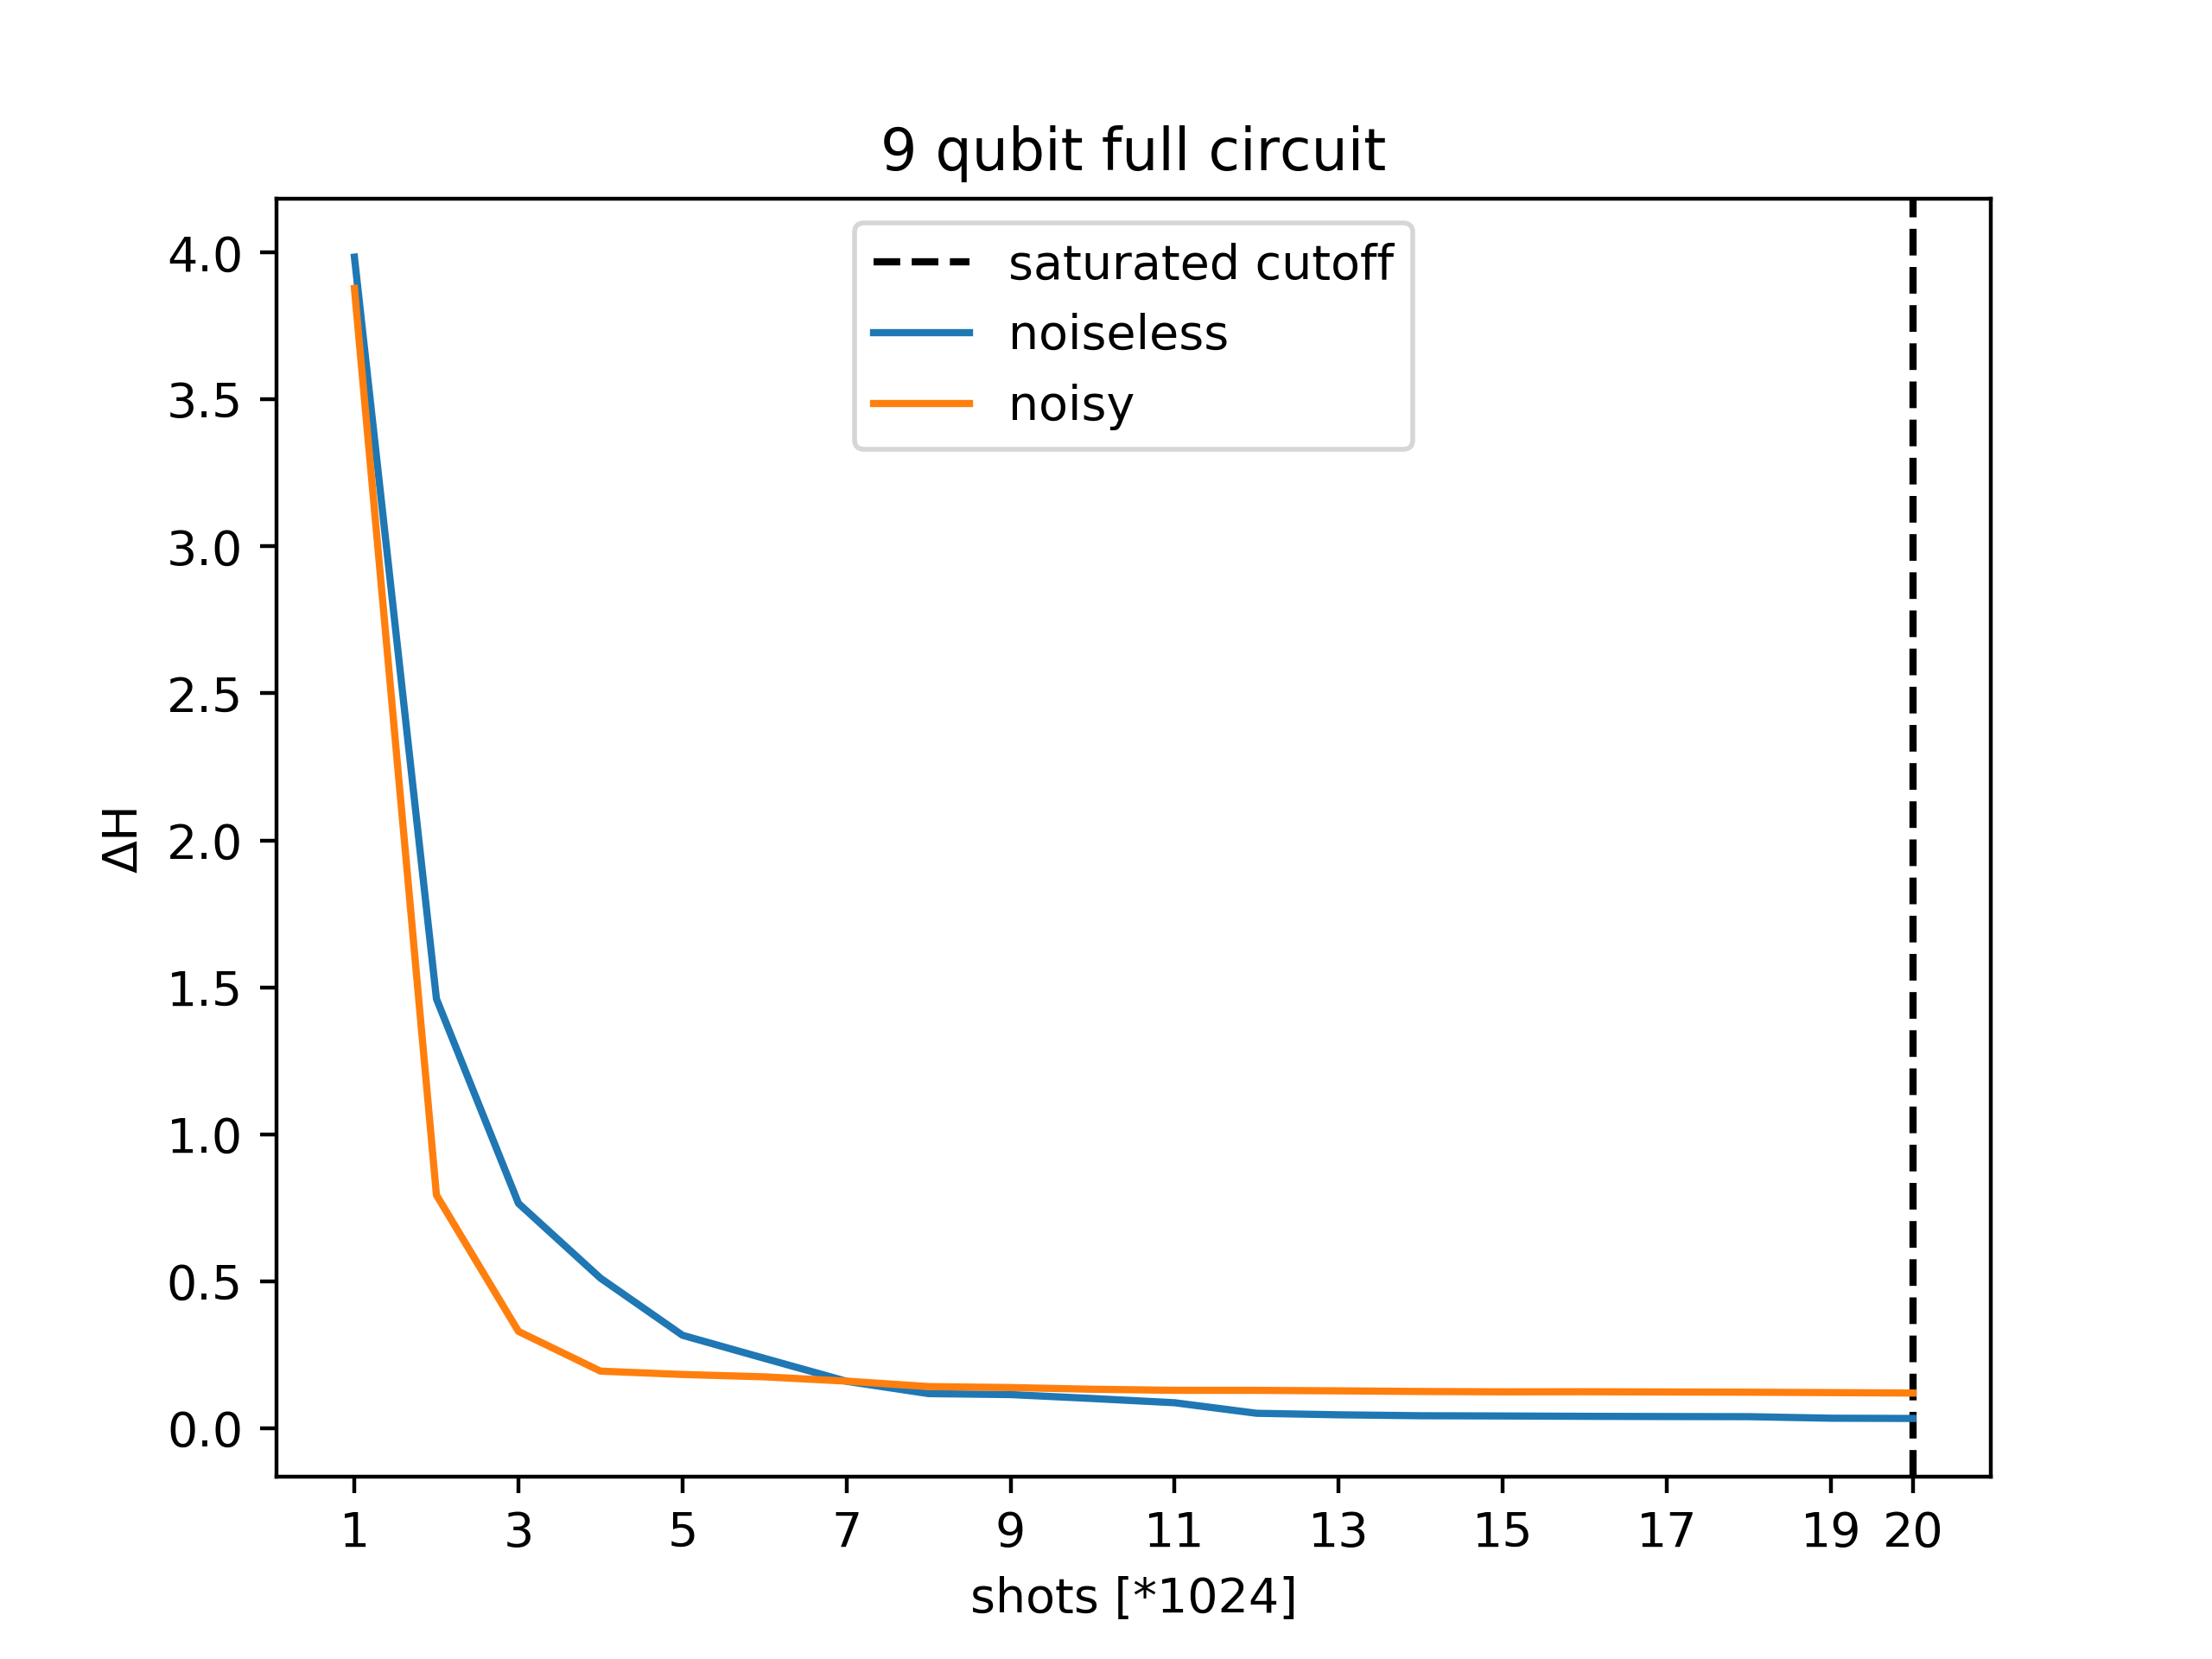 9 qubit full circuit
saturated cutoff
noiseless
noisy
4.0
3.5
3.0
2.5
2.0
1.5
1.0
0.5
0.0
ΔH
1 3 5 7 9 11 13 15 17 19 20
shots [*1024]